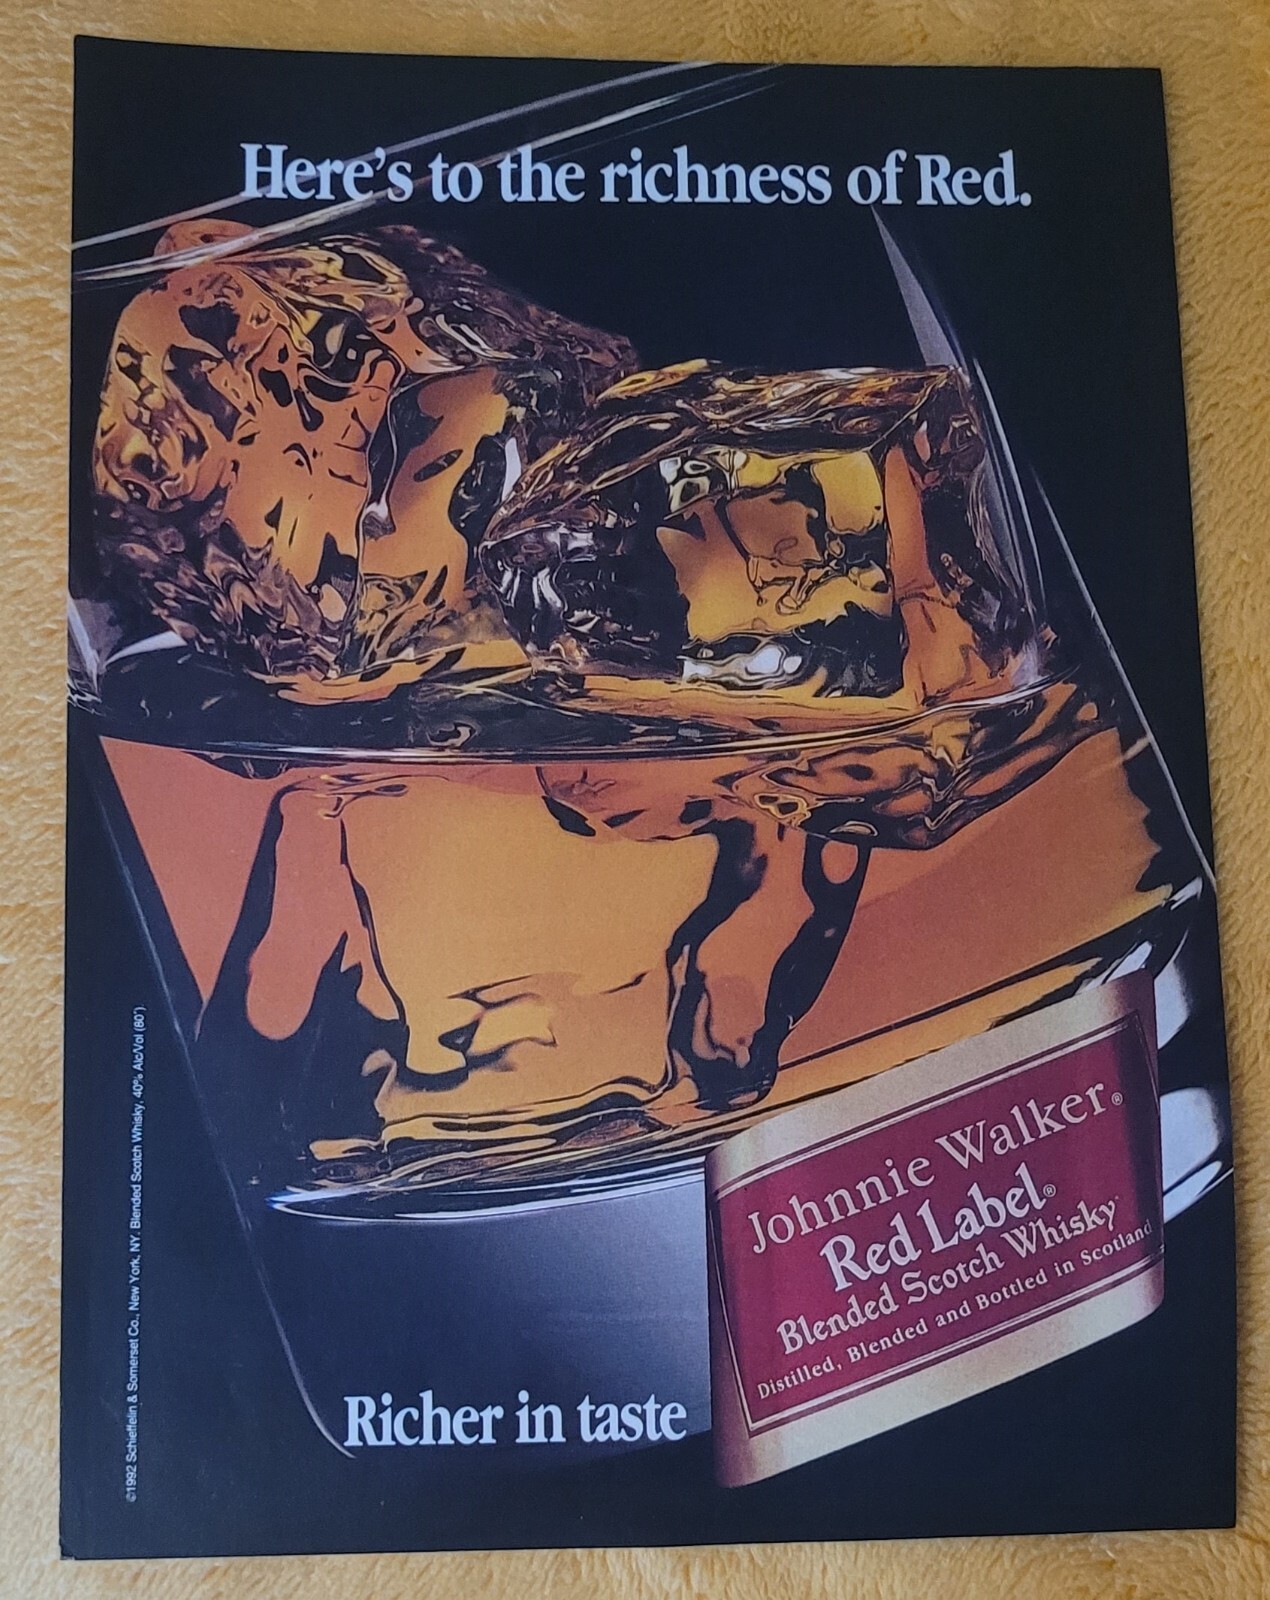 Here's to the richness of Red.
Johnnie Walker®
Red Label®
Blended Scotch Whisky
Distilled, Blended and Bottled in Scotland
Richer in taste
©1992 Schieffelin & Somerset Co., New York, NY. Blended Scotch Whisky, 40% Alc/Vol (80°).